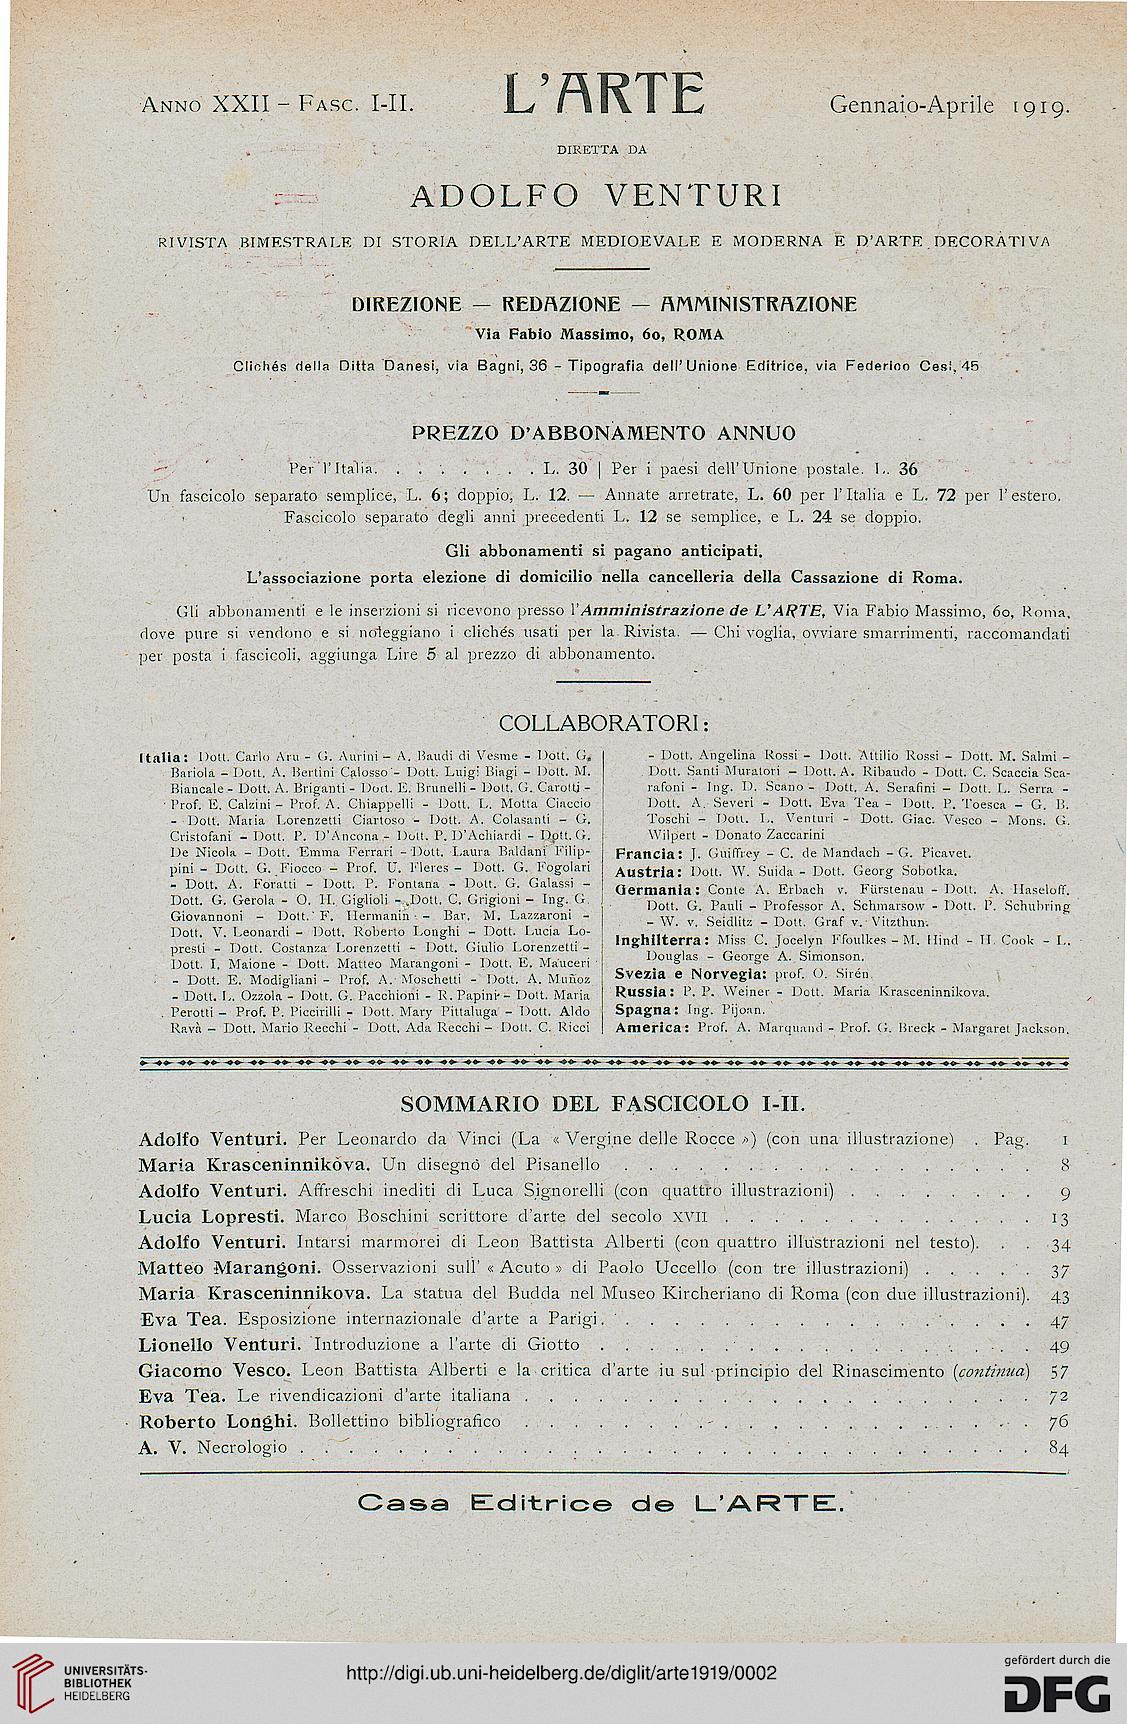 ANNO XXII – FASC. I-II.
L'ARTE
Gennaio-Aprile 1919.
DIRETTA DA
ADOLFO VENTURI
RIVISTA BIMESTRALE DI STORIA DELL'ARTE MEDIOEVALE E MODERNA E D'ARTE DECORATIVA
DIREZIONE — REDAZIONE — AMMINISTRAZIONE
Via Fabio Massimo, 60, ROMA
Clichés della Ditta Danesi, via Bagni, 36 – Tipografia dell'Unione Editrice, via Federico Cesi, 45
PREZZO D'ABBONAMENTO ANNUO
Per l'Italia. . . . . . . . L. 30 | Per i paesi dell'Unione postale. L. 36
Un fascicolo separato semplice, L. 6; doppio, L. 12. — Annate arretrate, L. 60 per l'Italia e L. 72 per l'estero.
Fascicolo separato degli anni precedenti L. 12 se semplice, e L. 24 se doppio.
Gli abbonamenti si pagano anticipati.
L'associazione porta elezione di domicilio nella cancelleria della Cassazione di Roma.
Gli abbonamenti e le inserzioni si ricevono presso l'Amministrazione de L'ARTE, Via Fabio Massimo, 60, Roma,
dove pure si vendono e si noleggiano i clichés usati per la Rivista. — Chi voglia, ovviare smarrimenti, raccomandati
per posta i fascicoli, aggiunga Lire 5 al prezzo di abbonamento.
COLLABORATORI:
Italia: Dott. Carlo Aru – G. Aurini – A. Baudi di Vesme – Dott. G.
Bariola – Dott. A. Bertini Calosso – Dott. Luigi Biagi – Dott. M.
Biancale – Dott. A. Briganti – Dott. E. Brunelli – Dott. G. Carotti –
Prof. E. Calzini – Prof. A. Chiappelli – Dott. L. Motta Ciaccio
– Dott. Maria Lorenzetti Ciartoso – Dott. A. Colasanti – G.
Cristofani – Dott. P. D'Ancona – Dott. P. D'Achiardi – Dott. G.
De Nicola – Dott. Emma Ferrari – Dott. Laura Baldani Filip-
pini – Dott. G. Fiocco – Prof. U. Fleres – Dott. G. Fogolari
– Dott. A. Foratti – Dott. P. Fontana – Dott. G. Galassi –
Dott. G. Gerola – O. H. Giglioli – Dott. C. Grigioni – Ing. G.
Giovannoni – Dott. F. Hermanin – Bar. M. Lazzaroni –
Dott. V. Leonardi – Dott. Roberto Longhi – Dott. Lucia Lo-
presti – Dott. Costanza Lorenzetti – Dott. Giulio Lorenzetti –
Dott. I. Maione – Dott. Matteo Marangoni – Dott. E. Mauceri
– Dott. E. Modigliani – Prof. A. Moschetti – Dott. A. Muñoz
– Dott. L. Ozzola – Dott. G. Pacchioni – R. Papini – Dott. Maria
Perotti – Prof. P. Piccirilli – Dott. Mary Pittaluga – Dott. Aldo
Ravà – Dott. Mario Recchi – Dott. Ada Recchi – Dott. C. Ricci
– Dott. Angelina Rossi – Dott. Attilio Rossi – Dott. M. Salmi –
Dott. Santi Muratori – Dott. A. Ribaudo – Dott. C. Scaccia Sca-
rafoni – Ing. D. Scano – Dott. A. Serafini – Dott. L. Serra –
Dott. A. Severi – Dott. Eva Tea – Dott. P. Toesca – G. B.
Toschi – Dott. L. Venturi – Dott. Giac. Vesco – Mons. G.
Wilpert – Donato Zaccarini
Francia: J. Guiffrey – C. de Mandach – G. Picavet.
Austria: Dott. W. Suida – Dott. Georg Sobotka.
Germania: Conte A. Erbach v. Fürstenau – Dott. A. Haseloff.
Dott. G. Pauli – Professor A. Schmarsow – Dott. P. Schubring
– W. v. Seidlitz – Dott. Graf v. Vitzthun.
Inghilterra: Miss C. Jocelyn Ffoulkes – M. Hind – H. Cook – L.
Douglas – George A. Simonson.
Svezia e Norvegia: prof. O. Sirén
Russia: P. P. Weiner – Dott. Maria Krasceninnikova.
Spagna: Ing. Pijoan.
America: Prof. A. Marquand – Prof. G. Breck – Margaret Jackson.
SOMMARIO DEL FASCICOLO I-II.
Adolfo Venturi. Per Leonardo da Vinci (La « Vergine delle Rocce ») (con una illustrazione) . Pag. 1
Maria Krasceninnikova. Un disegno del Pisanello . . . . . . . . 8
Adolfo Venturi. Affreschi inediti di Luca Signorelli (con quattro illustrazioni) . . . . . . . . 9
Lucia Lopresti. Marco Boschini scrittore d'arte del secolo XVII . . . . . . . . 13
Adolfo Venturi. Intarsi marmorei di Leon Battista Alberti (con quattro illustrazioni nel testo). . . 34
Matteo Marangoni. Osservazioni sull' « Acuto » di Paolo Uccello (con tre illustrazioni) . . . . . 37
Maria Krasceninnikova. La statua del Budda nel Museo Kircheriano di Roma (con due illustrazioni). 43
Eva Tea. Esposizione internazionale d'arte a Parigi. . . . . . . . . 47
Lionello Venturi. Introduzione a l'arte di Giotto . . . . . . . . 49
Giacomo Vesco. Leon Battista Alberti e la critica d'arte iu sul principio del Rinascimento (continua) 57
Eva Tea. Le rivendicazioni d'arte italiana . . . . . . . . 72
Roberto Longhi. Bollettino bibliografico . . . . . . . . 76
A. V. Necrologio . . . . . . . . 84
Casa Editrice de L'ARTE.
UNIVERSITÄTS-
BIBLIOTHEK
HEIDELBERG
http://digi.ub.uni-heidelberg.de/diglit/arte1919/0002
gefördert durch die
DFG